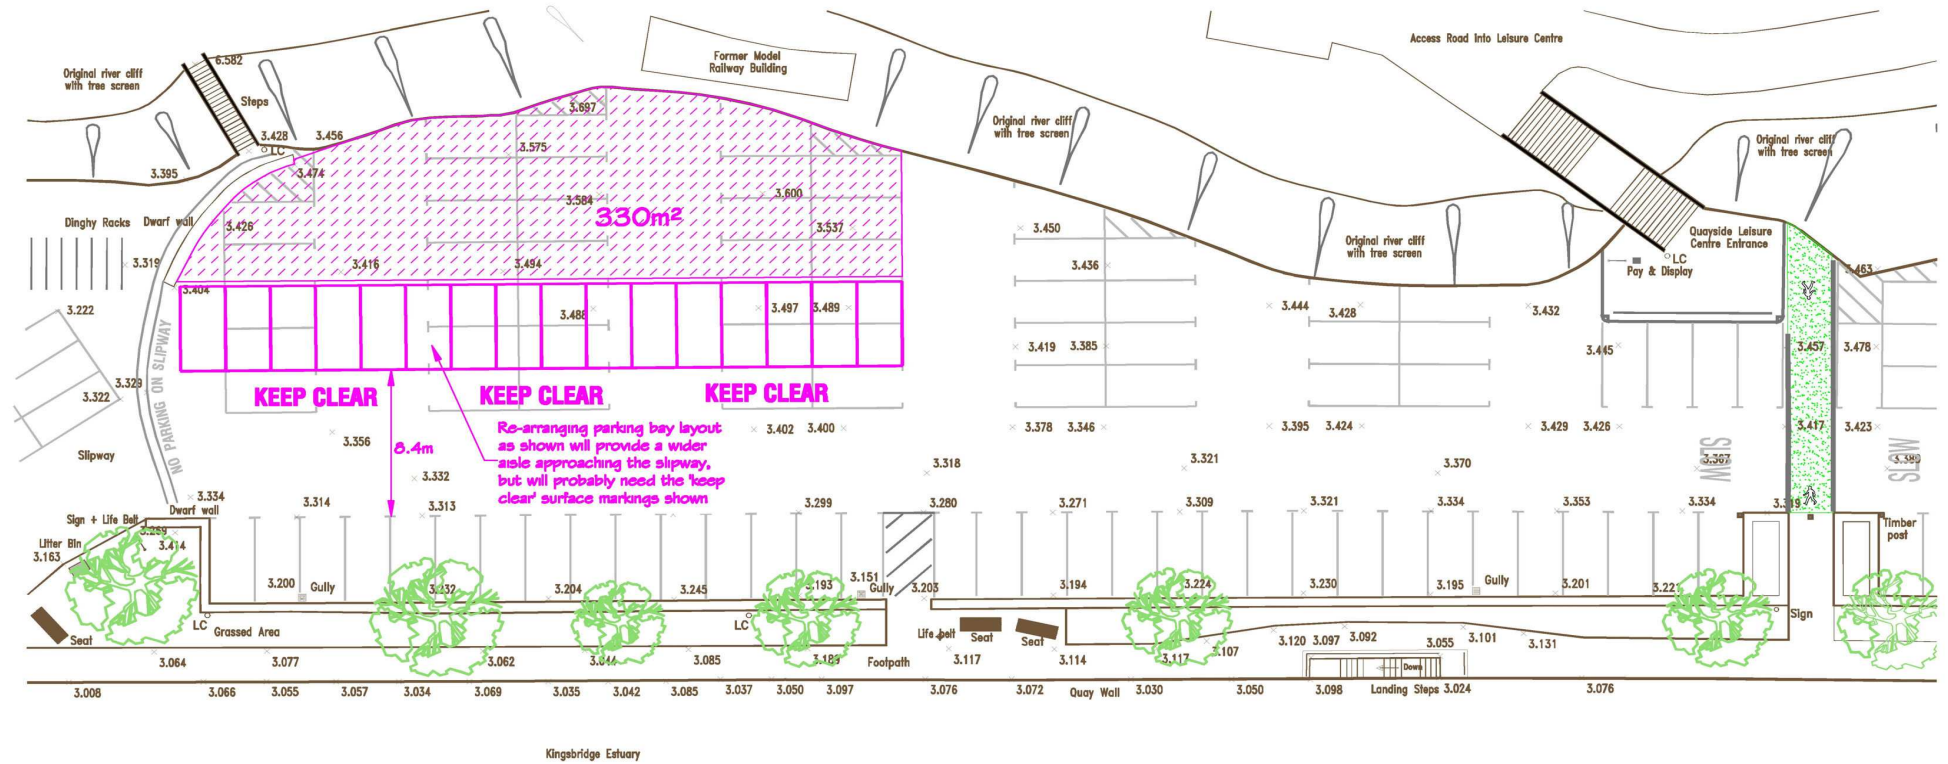 6.582
Original river cliff
with tree screen
Steps
3.428
3.456
LC
3.395
3.474
Former Model
Railway Building
3.697
3.575
3.584
3.600
330m²
3.537
3.426
3.416
3.494
Original river cliff
with tree screen
Access Road Into Leisure Centre
Original river cliff
with tree screen
Original river cliff
with tree screen
Quayside Leisure
Centre Entrance
LC
Pay & Display
Dinghy Racks
Dwarf wall
3.319
3.404
3.222
3.329
3.322
NO PARKING ON SLIPWAY
Slipway
3.488
3.497
3.489
3.450
3.436
3.444
3.428
3.432
3.463
3.419
3.385
3.445
3.457
3.478
KEEP CLEAR
KEEP CLEAR
KEEP CLEAR
8.4m
Re-arranging parking bay layout
as shown will provide a wider
aisle approaching the slipway,
but will probably need the 'keep
clear' surface markings shown
3.356
3.402
3.400
3.378
3.346
3.395
3.424
3.429
3.426
3.417
3.423
3.332
3.318
3.321
3.370
3.367
SLOW
SLOW
3.334
3.314
3.313
3.299
3.280
3.271
3.309
3.321
3.334
3.353
3.334
3.319
Dwarf wall
Sign + Life Belt
3.414
Litter Bin
3.163
Timber
post
3.200
Gully
3.232
3.204
3.245
3.193
3.151
Gully
3.203
3.194
3.224
3.230
3.195
Gully
3.201
Sign
LC
Grassed Area
LC
Seat
Life belt
Seat
Seat
3.120
3.097
3.092
3.055
3.101
3.131
3.064
3.077
3.062
3.085
Footpath
3.117
3.114
3.117
3.107
Down
3.008
3.066
3.055
3.057
3.034
3.069
3.035
3.042
3.085
3.037
3.050
3.097
3.076
3.072
Quay Wall
3.030
3.050
3.098
Landing Steps
3.024
3.076
Kingsbridge Estuary